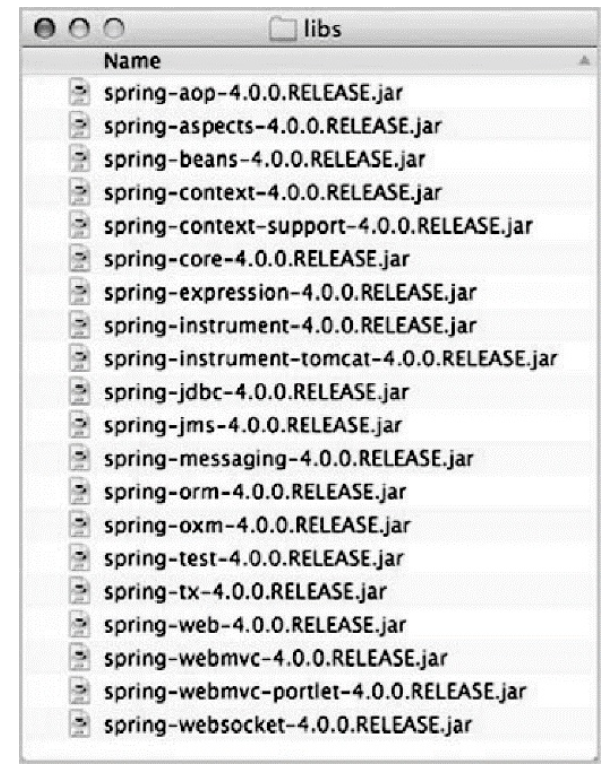 libs
Name
spring-aop-4.0.0.RELEASE.jar
spring-aspects-4.0.0.RELEASE.jar
spring-beans-4.0.0.RELEASE.jar
spring-context-4.0.0.RELEASE.jar
spring-context-support-4.0.0.RELEASE.jar
spring-core-4.0.0.RELEASE.jar
spring-expression-4.0.0.RELEASE.jar
spring-instrument-4.0.0.RELEASE.jar
spring-instrument-tomcat-4.0.0.RELEASE.jar
spring-jdbc-4.0.0.RELEASE.jar
spring-jms-4.0.0.RELEASE.jar
spring-messaging-4.0.0.RELEASE.jar
spring-orm-4.0.0.RELEASE.jar
spring-oxm-4.0.0.RELEASE.jar
spring-test-4.0.0.RELEASE.jar
spring-tx-4.0.0.RELEASE.jar
spring-web-4.0.0.RELEASE.jar
spring-webmvc-4.0.0.RELEASE.jar
spring-webmvc-portlet-4.0.0.RELEASE.jar
spring-websocket-4.0.0.RELEASE.jar